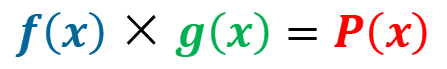 f(x) × g(x) = P(x)